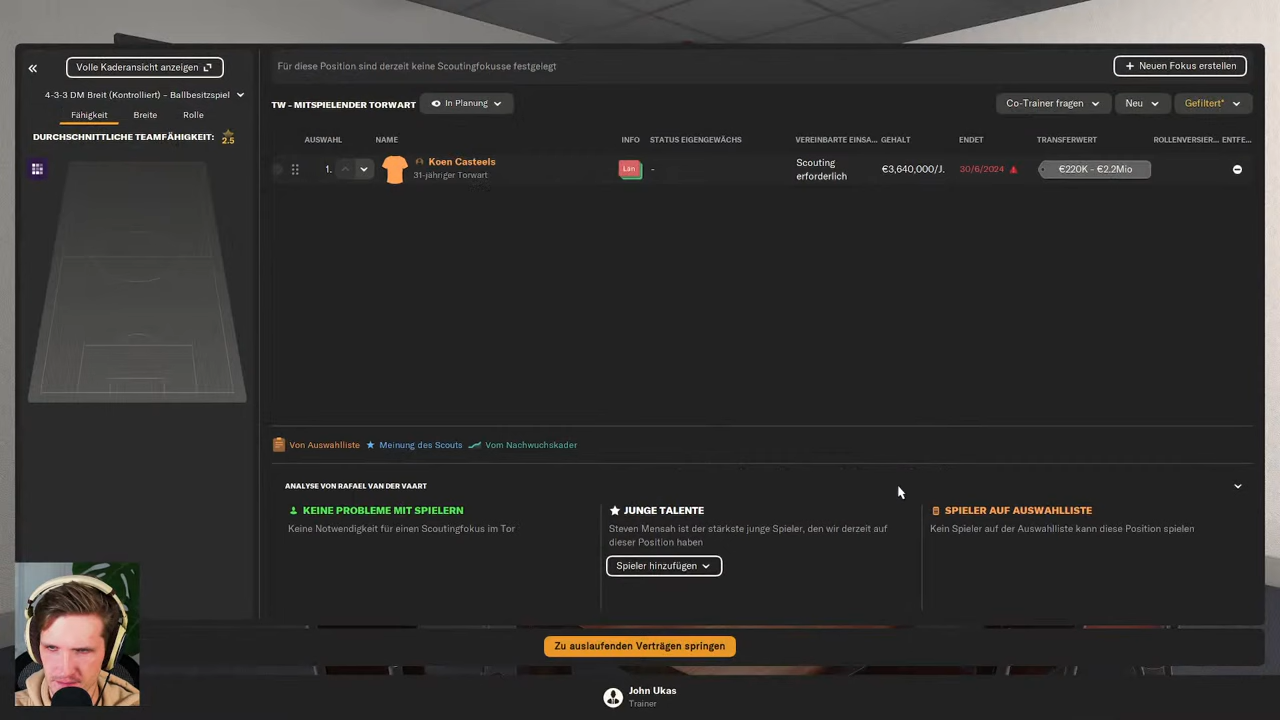 Volle Kaderansicht anzeigen
Für diese Position sind derzeit keine Scoutingfokusse festgelegt
+ Neuen Fokus erstellen
4-3-3 DM Breit (Kontrolliert) – Ballbesitzspiel
TW - MITSPIELENDER TORWART
In Planung
Co-Trainer fragen
Neu
Gefiltert*
Fähigkeit Breite Rolle
DURCHSCHNITTLICHE TEAMFÄHIGKEIT: 2.5
AUSWAHL NAME INFO STATUS EIGENGEWÄCHS VEREINBARTE EINSA... GEHALT ENDET TRANSFERWERT ROLLENVERSIER... ENTFE...
1. Koen Casteels
31-jähriger Torwart
Län
-
Scouting
erforderlich
€3,640,000/J.
30/6/2024
€220K - €2.2Mio
Von Auswahlliste Meinung des Scouts Vom Nachwuchskader
ANALYSE VON RAFAEL VAN DER VAART
KEINE PROBLEME MIT SPIELERN
Keine Notwendigkeit für einen Scoutingfokus im Tor
JUNGE TALENTE
Steven Mensah ist der stärkste junge Spieler, den wir derzeit auf
dieser Position haben
Spieler hinzufügen
SPIELER AUF AUSWAHLLISTE
Kein Spieler auf der Auswahlliste kann diese Position spielen
Zu auslaufenden Verträgen springen
John Ukas
Trainer